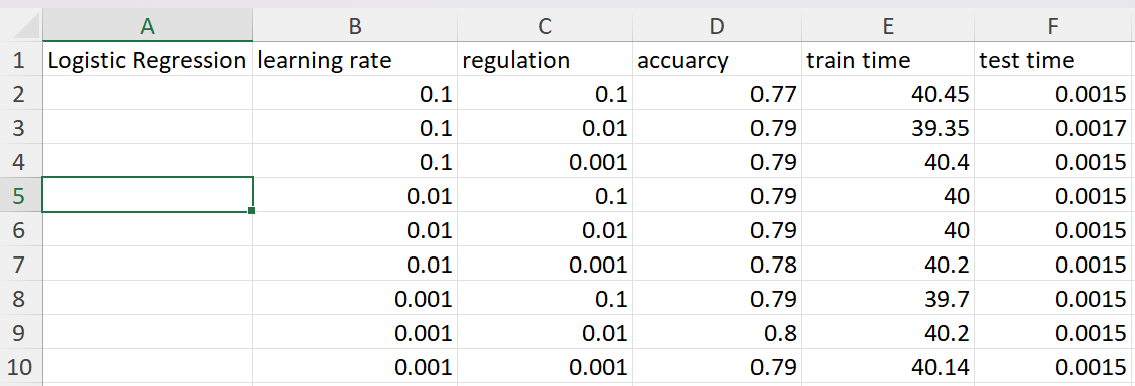 A B C D E F
1 Logistic Regression learning rate regulation accuarcy train time test time
2 0.1 0.1 0.77 40.45 0.0015
3 0.1 0.01 0.79 39.35 0.0017
4 0.1 0.001 0.79 40.4 0.0015
5 0.01 0.1 0.79 40 0.0015
6 0.01 0.01 0.79 40 0.0015
7 0.01 0.001 0.78 40.2 0.0015
8 0.001 0.1 0.79 39.7 0.0015
9 0.001 0.01 0.8 40.2 0.0015
10 0.001 0.001 0.79 40.14 0.0015